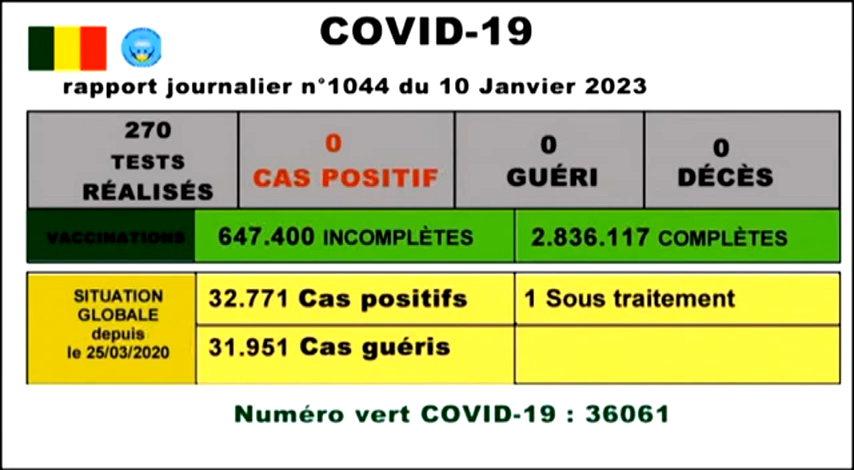 COVID-19
rapport journalier n°1044 du 10 Janvier 2023
270
TESTS
RÉALISÉS
0
CAS POSITIF
0
GUÉRI
0
DÉCÈS
VACCINATIONS
647.400 INCOMPLÈTES
2.836.117 COMPLÈTES
SITUATION
GLOBALE
depuis
le 25/03/2020
32.771 Cas positifs
1 Sous traitement
31.951 Cas guéris
Numéro vert COVID-19 : 36061